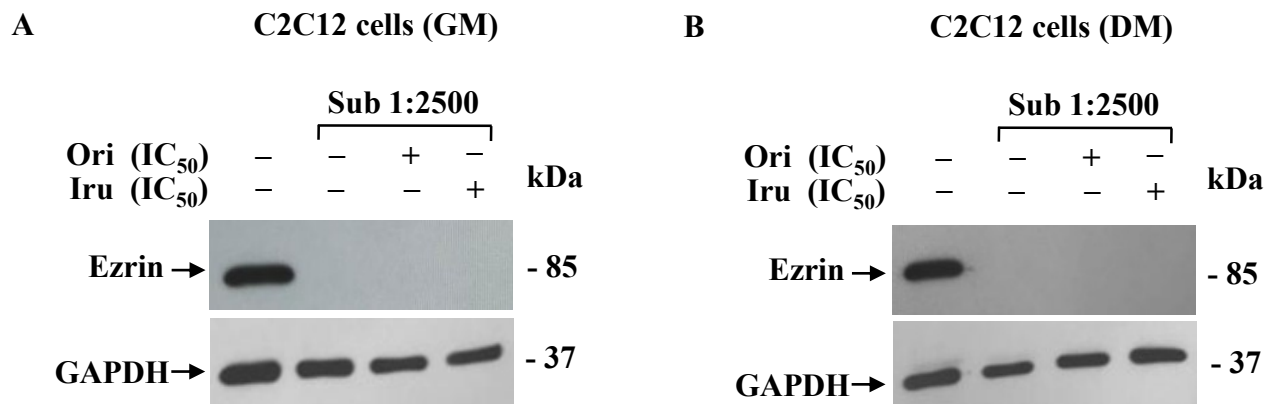 A
C2C12 cells (GM)
Sub 1:2500
Ori (IC50) – – + –
Iru (IC50) – – – +
kDa
Ezrin
- 85
GAPDH
- 37
B
C2C12 cells (DM)
Sub 1:2500
Ori (IC50) – – + –
Iru (IC50) – – – +
kDa
Ezrin
- 85
GAPDH
- 37